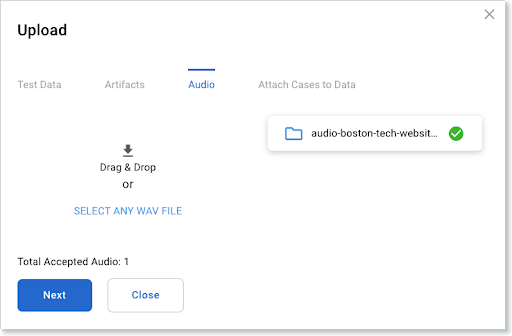 Upload
Test Data Artifacts Audio Attach Cases to Data
audio-boston-tech-websit...
Drag & Drop
or
SELECT ANY WAV FILE
Total Accepted Audio: 1
Next Close